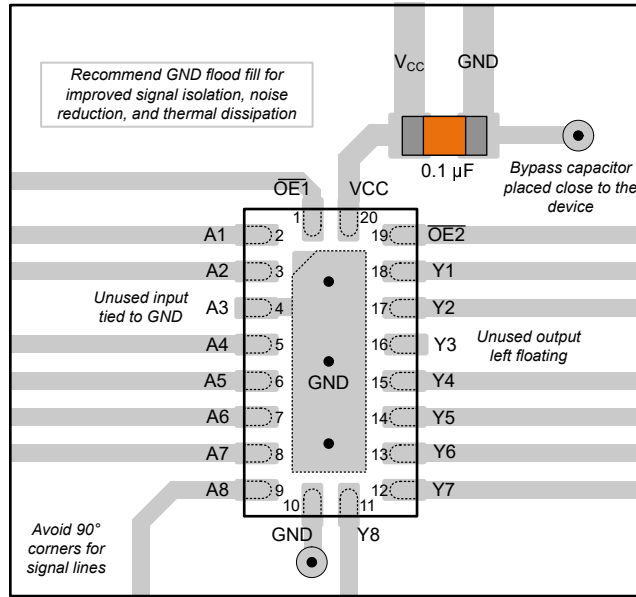 V_CC GND
Recommend GND flood fill for
improved signal isolation, noise
reduction, and thermal dissipation
0.1 µF
Bypass capacitor
placed close to the
device
O̅E̅1̅ VCC
1 20
A1 2 19 O̅E̅2̅
A2 3 18 Y1
Unused input
tied to GND
A3 4 17 Y2
A4 5 16 Y3
Unused output
left floating
A5 6 GND 15 Y4
A6 7 14 Y5
A7 8 13 Y6
A8 9 12 Y7
10 11
GND Y8
Avoid 90°
corners for
signal lines